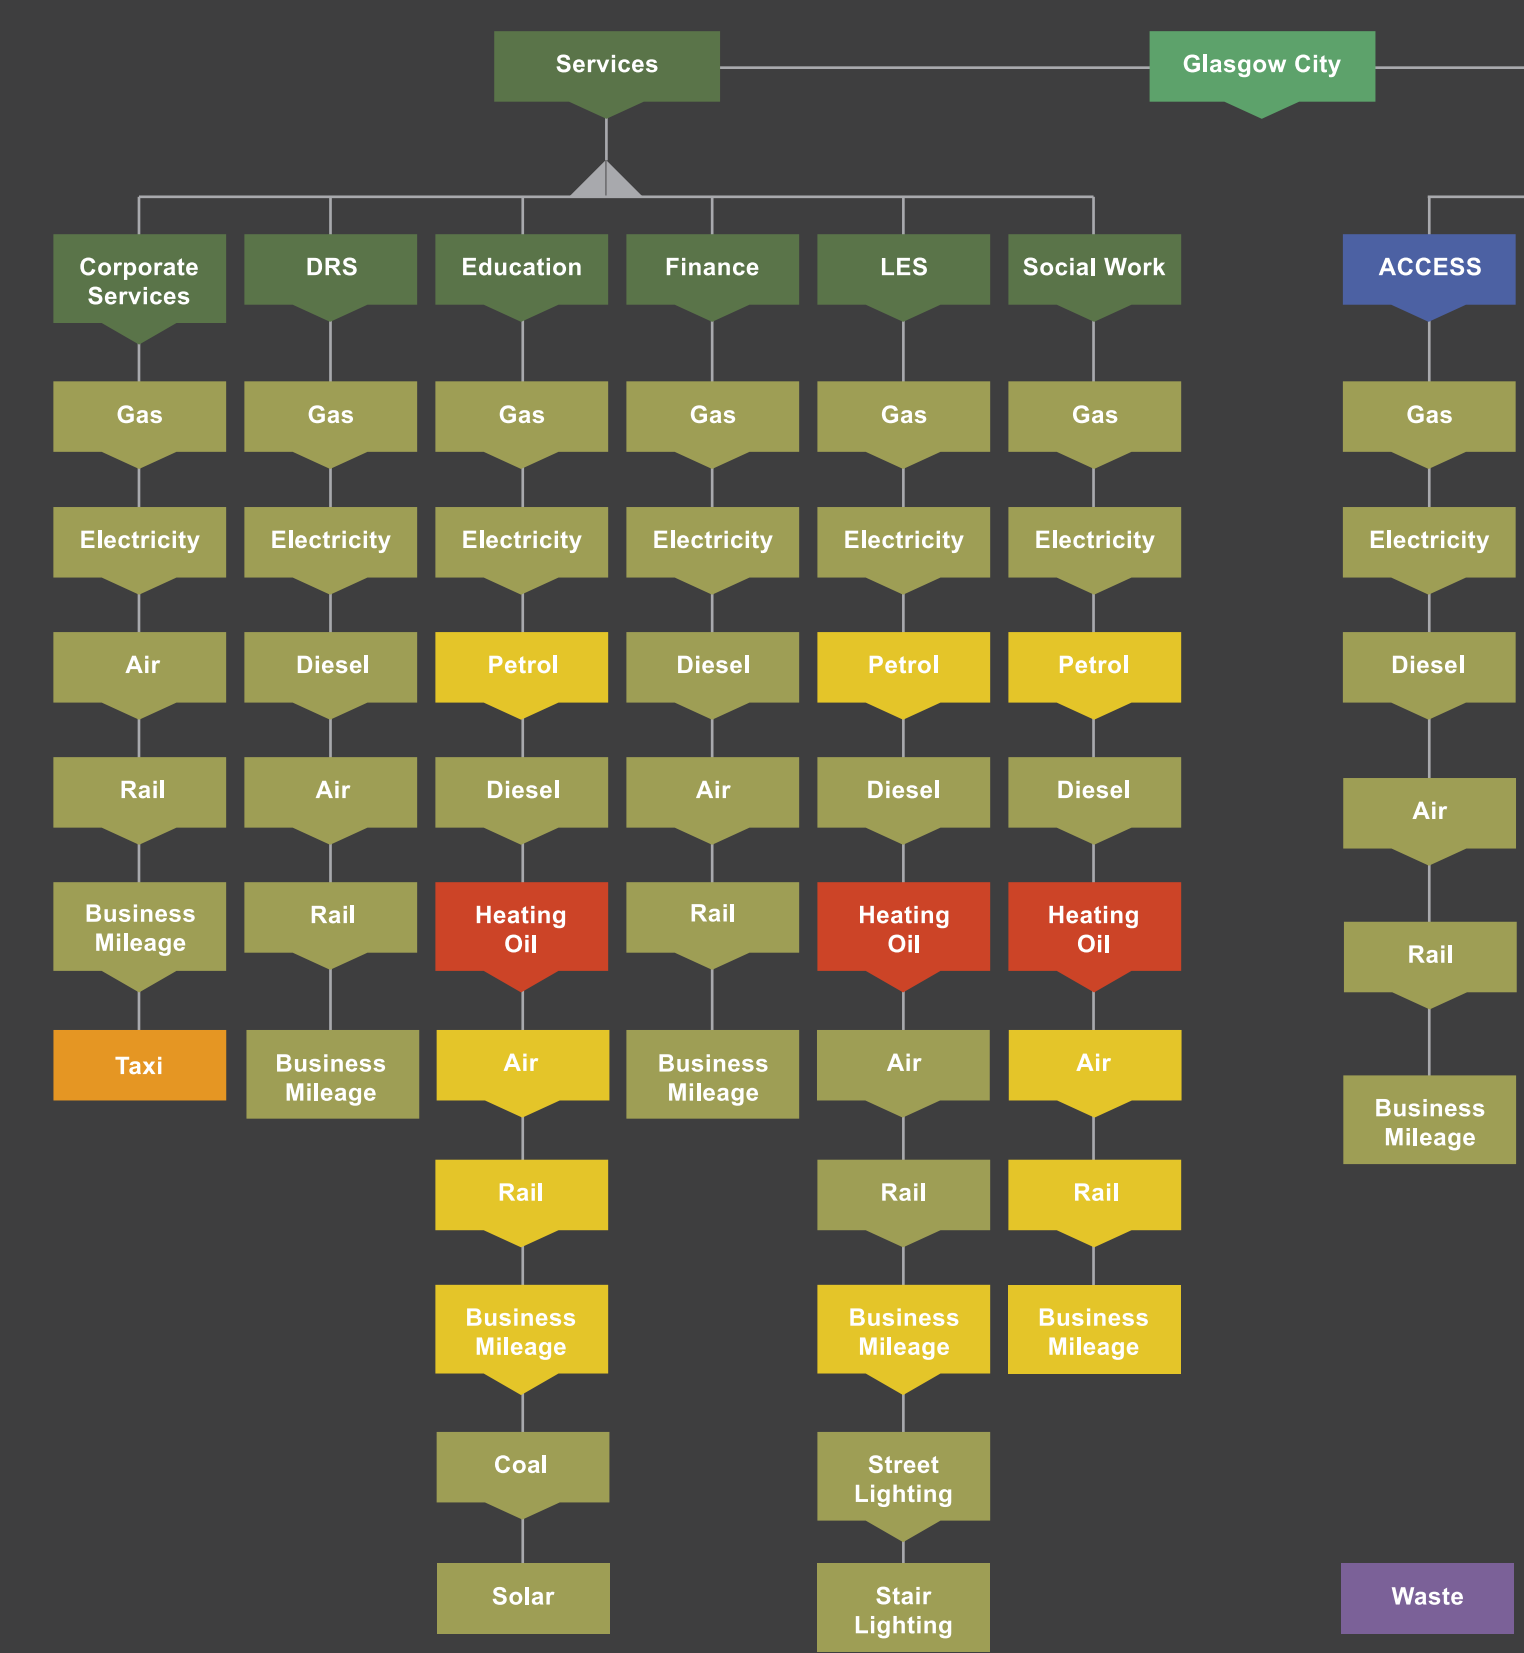 Services
Glasgow City
Corporate
Services
DRS
Education
Finance
LES
Social Work
ACCESS
Gas
Gas
Gas
Gas
Gas
Gas
Gas
Electricity
Electricity
Electricity
Electricity
Electricity
Electricity
Electricity
Air
Diesel
Petrol
Diesel
Petrol
Petrol
Diesel
Rail
Air
Diesel
Air
Diesel
Diesel
Air
Business
Mileage
Rail
Heating
Oil
Rail
Heating
Oil
Heating
Oil
Rail
Taxi
Business
Mileage
Air
Business
Mileage
Air
Air
Business
Mileage
Rail
Rail
Rail
Business
Mileage
Business
Mileage
Business
Mileage
Coal
Street
Lighting
Solar
Stair
Lighting
Waste